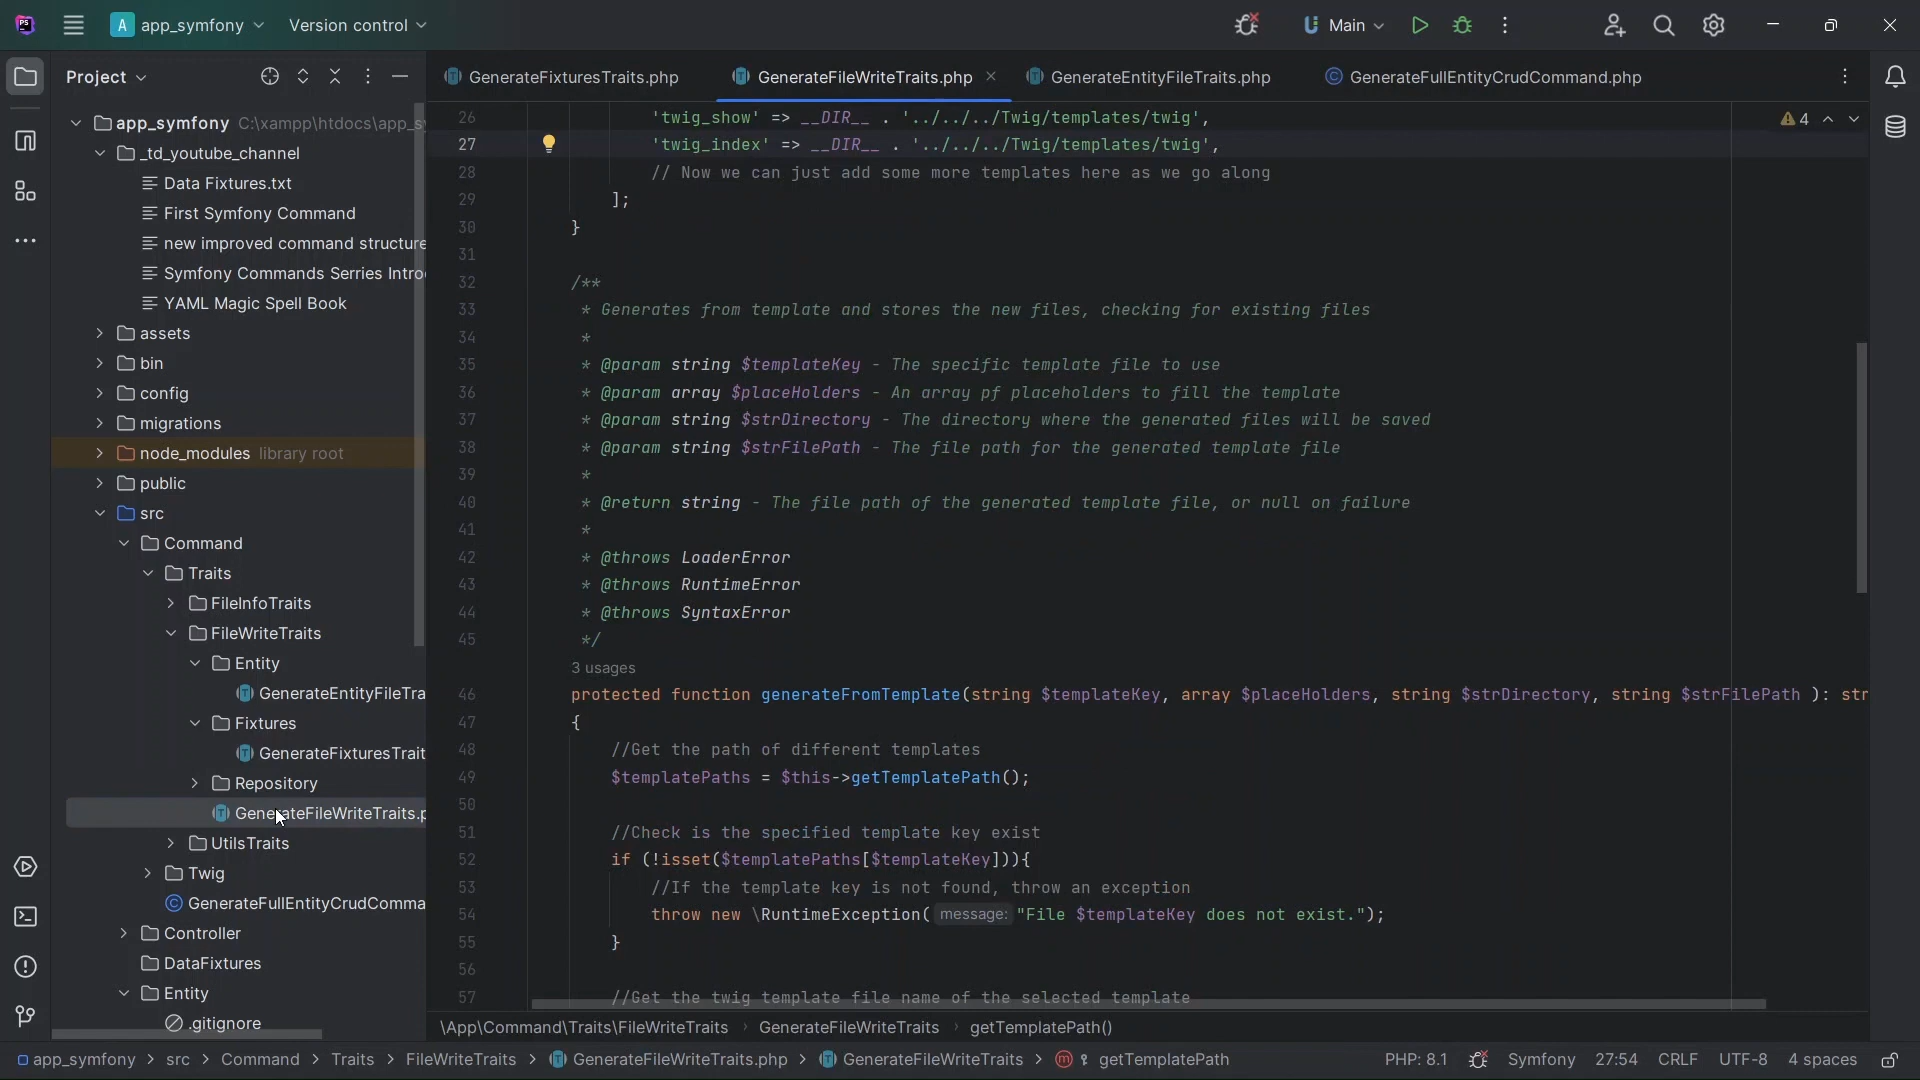 PS A app_symfony Version control Main
Project
GenerateFixturesTraits.php GenerateFileWriteTraits.php GenerateEntityFileTraits.php GenerateFullEntityCrudCommand.php
app_symfony C:\xampp\htdocs\app_s
_td_youtube_channel
Data Fixtures.txt
First Symfony Command
new improved command structure
Symfony Commands Serries Intro
YAML Magic Spell Book
assets
bin
config
migrations
node_modules library root
public
src
Command
Traits
FileInfoTraits
FileWriteTraits
Entity
GenerateEntityFileTra
Fixtures
GenerateFixturesTrait
Repository
GenerateFileWriteTraits.p
UtilsTraits
Twig
GenerateFullEntityCrudComma
Controller
DataFixtures
Entity
.gitignore
4
26 'twig_show' => __DIR__ . '../../../Twig/templates/twig',
27 'twig_index' => __DIR__ . '../../../Twig/templates/twig',
28 // Now we can just add some more templates here as we go along
29 ];
30 }
31
32 /**
33 * Generates from template and stores the new files, checking for existing files
34 *
35 * @param string $templateKey - The specific template file to use
36 * @param array $placeHolders - An array pf placeholders to fill the template
37 * @param string $strDirectory - The directory where the generated files will be saved
38 * @param string $strFilePath - The file path for the generated template file
39 *
40 * @return string - The file path of the generated template file, or null on failure
41 *
42 * @throws LoaderError
43 * @throws RuntimeError
44 * @throws SyntaxError
45 */
3 usages
46 protected function generateFromTemplate(string $templateKey, array $placeHolders, string $strDirectory, string $strFilePath ): str
47 {
48 //Get the path of different templates
49 $templatePaths = $this->getTemplatePath();
50
51 //Check is the specified template key exist
52 if (!isset($templatePaths[$templateKey])){
53 //If the template key is not found, throw an exception
54 throw new \RuntimeException( message: "File $templateKey does not exist.");
55 }
56
57 //Get the twig template file name of the selected template
\App\Command\Traits\FileWriteTraits › GenerateFileWriteTraits › getTemplatePath()
app_symfony > src > Command > Traits > FileWriteTraits > GenerateFileWriteTraits.php > GenerateFileWriteTraits > getTemplatePath PHP: 8.1 Symfony 27:54 CRLF UTF-8 4 spaces